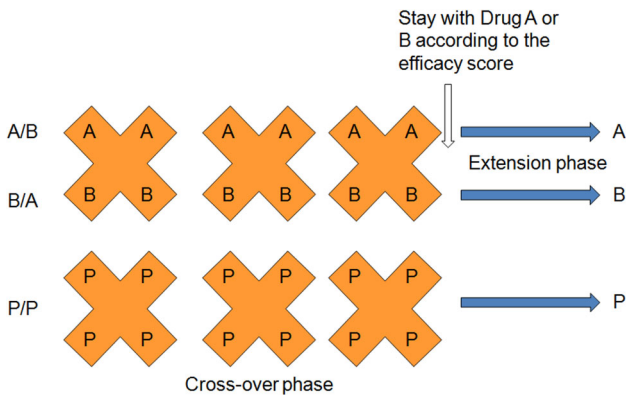 Stay with Drug A or
B according to the
efficacy score
A/B
A A A A A A
A
Extension phase
B/A
B B B B B B
B
P P P P P P
P/P
P
P P P P P P
Cross-over phase